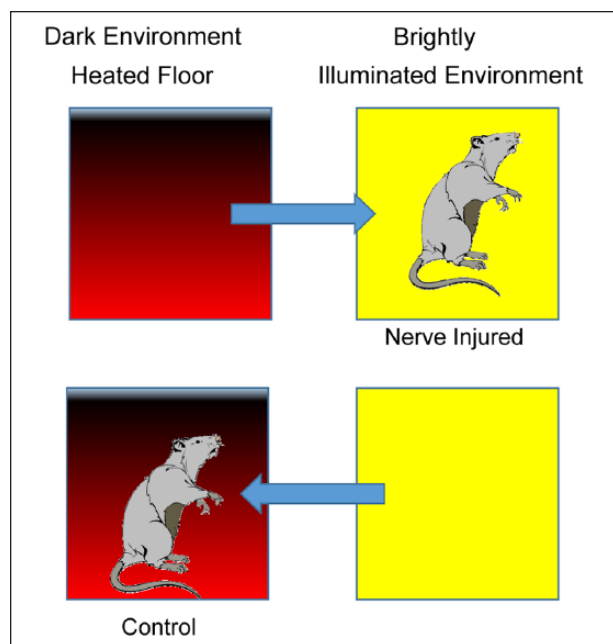 Dark Environment
Heated Floor
Brightly
Illuminated Environment
Nerve Injured
Control